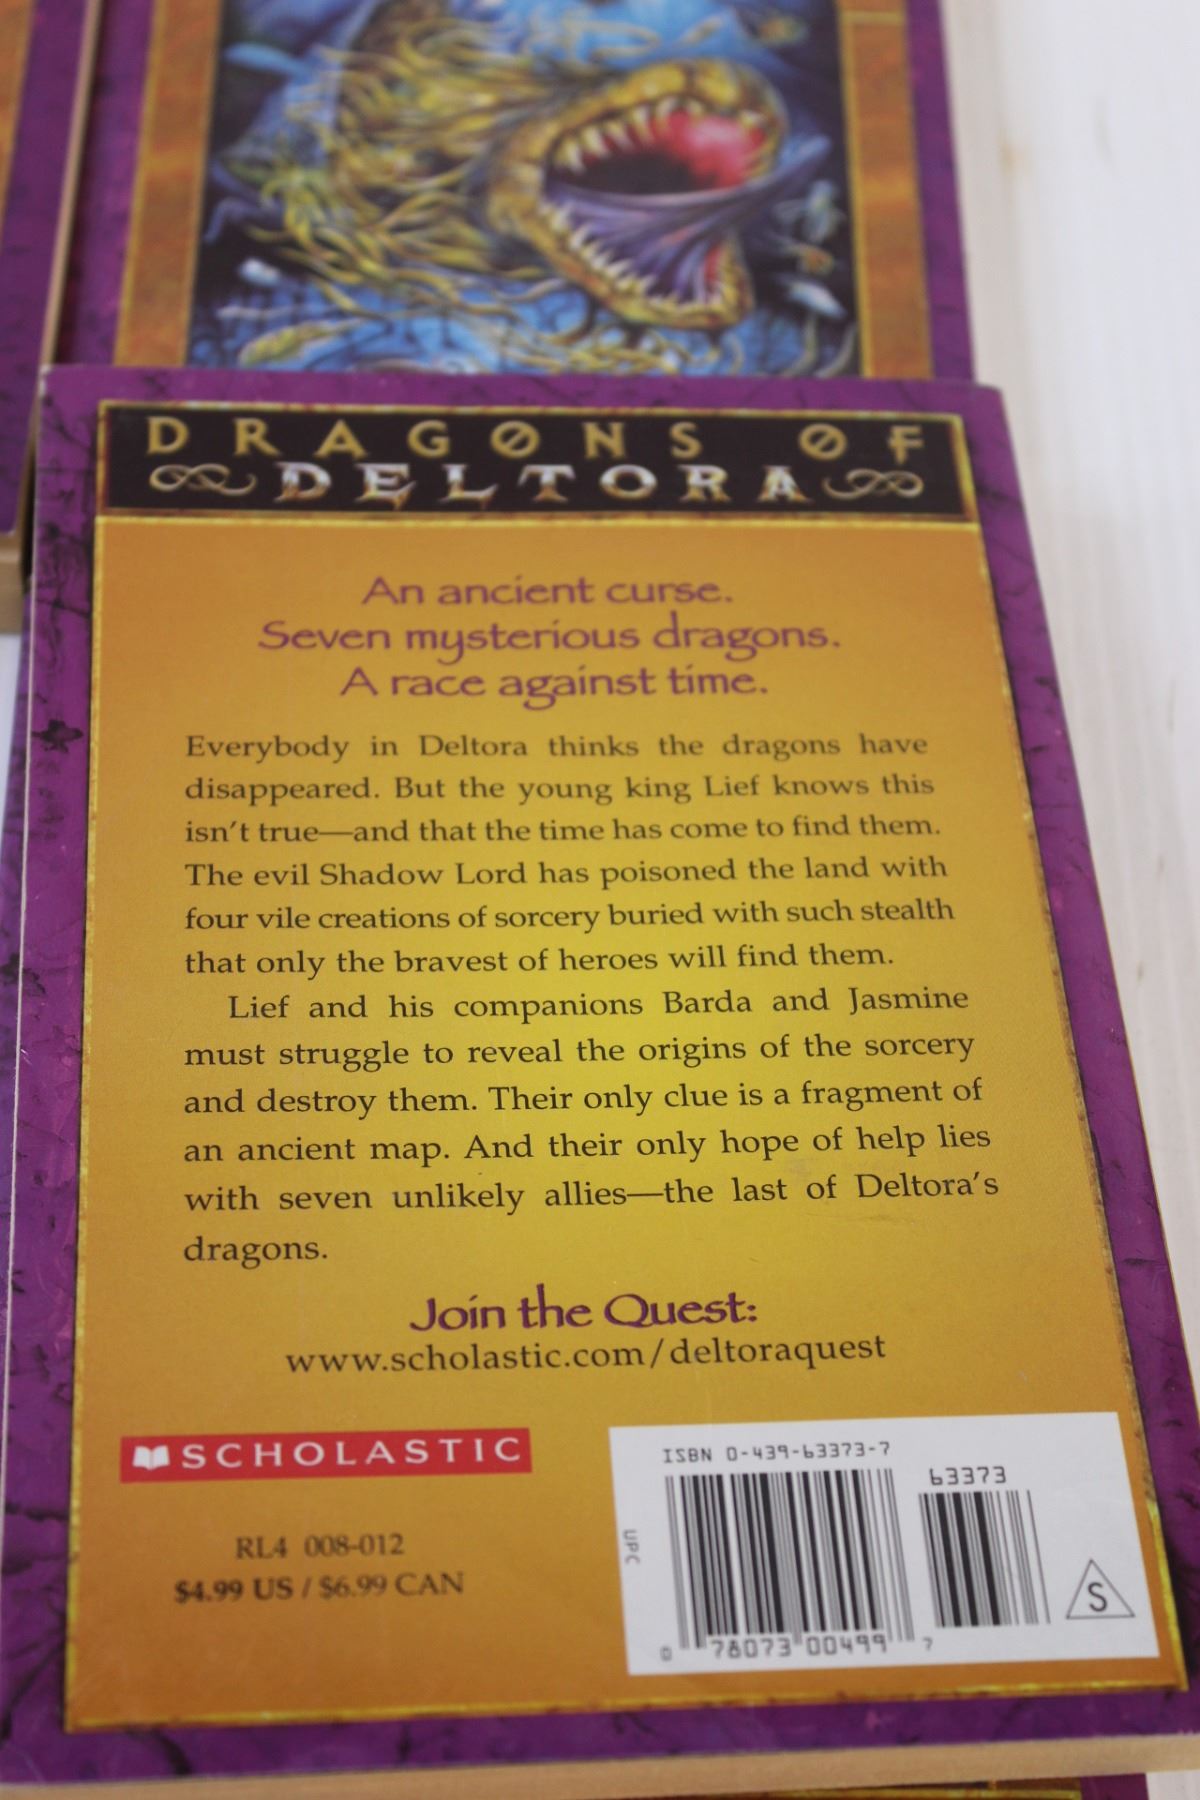 DRAGONS OF
DELTORA
An ancient curse.
Seven mysterious dragons.
A race against time.
Everybody in Deltora thinks the dragons have
disappeared. But the young king Lief knows this
isn't true—and that the time has come to find them.
The evil Shadow Lord has poisoned the land with
four vile creations of sorcery buried with such stealth
that only the bravest of heroes will find them.
Lief and his companions Barda and Jasmine
must struggle to reveal the origins of the sorcery
and destroy them. Their only clue is a fragment of
an ancient map. And their only hope of help lies
with seven unlikely allies—the last of Deltora's
dragons.
Join the Quest:
www.scholastic.com/deltoraquest
SCHOLASTIC
RL4 008-012
$4.99 US / $6.99 CAN
ISBN 0-439-63373-7
63373
UPC
S
0 78073 00499 7